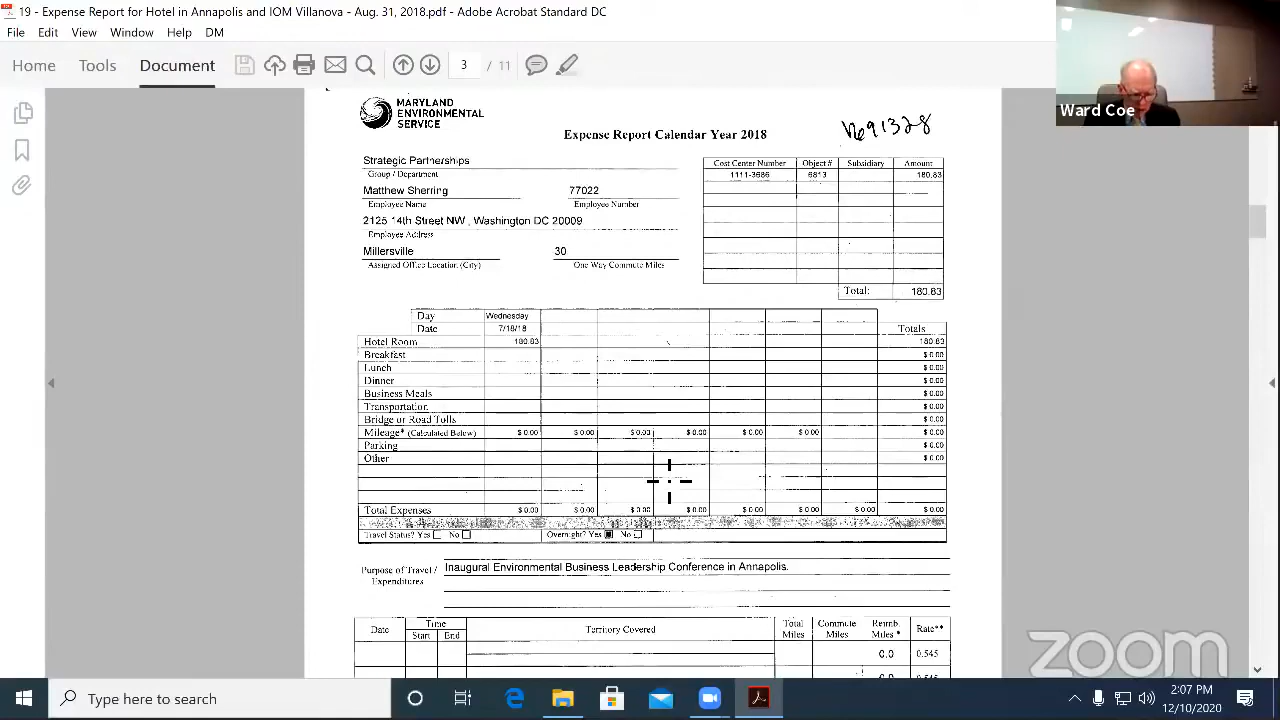 19 - Expense Report for Hotel in Annapolis and IOM Villanova - Aug. 31, 2018.pdf - Adobe Acrobat Standard DC
File Edit View Window Help DM
Home Tools Document 3 / 11
Ward Coe
MARYLAND
ENVIRONMENTAL
SERVICE
Expense Report Calendar Year 2018
Strategic Partnerships
Group / Department
Matthew Sherring 77022
Employee Name Employee Number
2125 14th Street NW , Washington DC 20009
Employee Address
Millersville 30
Assigned Office Location (City) One Way Commute Miles
Cost Center Number Object # Subsidiary Amount
1111-3686 6813 180.83
Total: 180.83
Day Wednesday
Date 7/18/18 Totals
Hotel Room 180.83 180.83
Breakfast $ 0.00
Lunch $ 0.00
Dinner $ 0.00
Business Meals $ 0.00
Transportation $ 0.00
Bridge or Road Tolls $ 0.00
Mileage* (Calculated Below) $ 0.00 $ 0.00 $ 0.00 $ 0.00 $ 0.00 $ 0.00 $ 0.00
Parking $ 0.00
Other $ 0.00
Total Expenses $ 0.00 $ 0.00 $ 0.00 $ 0.00 $ 0.00 $ 0.00 $ 0.00 $ 0.00
Travel Status? Yes No Overnight? Yes No
Purpose of Travel / Inaugural Environmental Business Leadership Conference in Annapolis.
Expenditures
Date Time Territory Covered Total Commute Reimb. Rate**
Start End Miles Miles Miles *
0.0 0.545
zoom
Type here to search
2:07 PM
12/10/2020